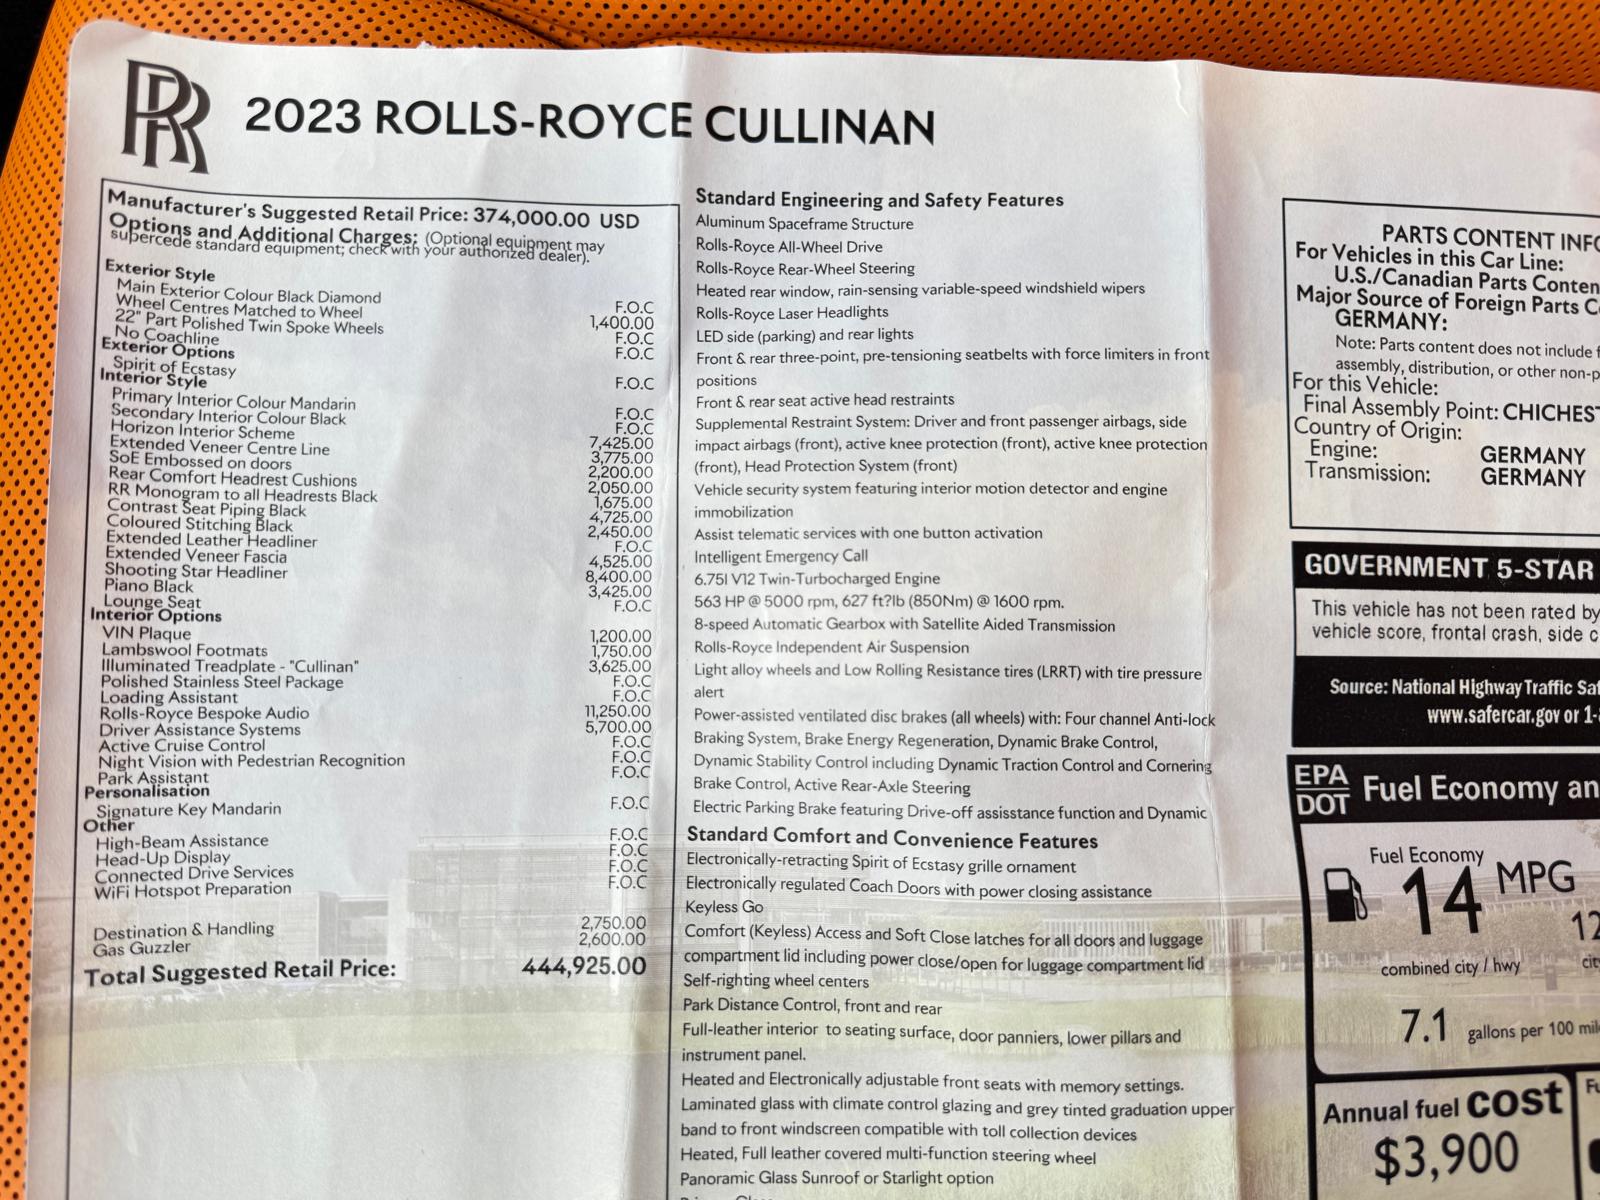 RR
2023 ROLLS-ROYCE CULLINAN
Manufacturer's Suggested Retail Price: 374,000.00 USD
Options and Additional Charges: (Optional equipment may
supercede standard equipment; check with your authorized dealer).
Exterior Style
Main Exterior Colour Black Diamond F.O.C
Wheel Centres Matched to Wheel 1,400.00
22" Part Polished Twin Spoke Wheels F.O.C
No Coachline F.O.C
Exterior Options
Spirit of Ecstasy F.O.C
Interior Style
Primary Interior Colour Mandarin F.O.C
Secondary Interior Colour Black F.O.C
Horizon Interior Scheme 7,425.00
Extended Veneer Centre Line 3,775.00
SoE Embossed on doors 2,200.00
Rear Comfort Headrest Cushions 2,050.00
RR Monogram to all Headrests Black 1,675.00
Contrast Seat Piping Black 4,725.00
Coloured Stitching Black 2,450.00
Extended Leather Headliner F.O.C
Extended Veneer Fascia 4,525.00
Shooting Star Headliner 8,400.00
Piano Black 3,425.00
Lounge Seat F.O.C
Interior Options
VIN Plaque 1,200.00
Lambswool Footmats 1,750.00
Illuminated Treadplate - "Cullinan" 3,625.00
Polished Stainless Steel Package F.O.C
Loading Assistant F.O.C
Rolls-Royce Bespoke Audio 11,250.00
Driver Assistance Systems 5,700.00
Active Cruise Control F.O.C
Night Vision with Pedestrian Recognition F.O.C
Park Assistant F.O.C
Personalisation
Signature Key Mandarin F.O.C
Other
High-Beam Assistance F.O.C
Head-Up Display F.O.C
Connected Drive Services F.O.C
WiFi Hotspot Preparation F.O.C
Destination & Handling 2,750.00
Gas Guzzler 2,600.00
Total Suggested Retail Price: 444,925.00
Standard Engineering and Safety Features
Aluminum Spaceframe Structure
Rolls-Royce All-Wheel Drive
Rolls-Royce Rear-Wheel Steering
Heated rear window, rain-sensing variable-speed windshield wipers
Rolls-Royce Laser Headlights
LED side (parking) and rear lights
Front & rear three-point, pre-tensioning seatbelts with force limiters in front
positions
Front & rear seat active head restraints
Supplemental Restraint System: Driver and front passenger airbags, side
impact airbags (front), active knee protection (front), active knee protection
(front), Head Protection System (front)
Vehicle security system featuring interior motion detector and engine
immobilization
Assist telematic services with one button activation
Intelligent Emergency Call
6.75l V12 Twin-Turbocharged Engine
563 HP @ 5000 rpm, 627 ft?lb (850Nm) @ 1600 rpm.
8-speed Automatic Gearbox with Satellite Aided Transmission
Rolls-Royce Independent Air Suspension
Light alloy wheels and Low Rolling Resistance tires (LRRT) with tire pressure
alert
Power-assisted ventilated disc brakes (all wheels) with: Four channel Anti-lock
Braking System, Brake Energy Regeneration, Dynamic Brake Control,
Dynamic Stability Control including Dynamic Traction Control and Cornering
Brake Control, Active Rear-Axle Steering
Electric Parking Brake featuring Drive-off assisstance function and Dynamic
Standard Comfort and Convenience Features
Electronically-retracting Spirit of Ecstasy grille ornament
Electronically regulated Coach Doors with power closing assistance
Keyless Go
Comfort (Keyless) Access and Soft Close latches for all doors and luggage
compartment lid including power close/open for luggage compartment lid
Self-righting wheel centers
Park Distance Control, front and rear
Full-leather interior to seating surface, door panniers, lower pillars and
instrument panel.
Heated and Electronically adjustable front seats with memory settings.
Laminated glass with climate control glazing and grey tinted graduation upper
band to front windscreen compatible with toll collection devices
Heated, Full leather covered multi-function steering wheel
Panoramic Glass Sunroof or Starlight option
PARTS CONTENT INFO
For Vehicles in this Car Line:
U.S./Canadian Parts Conten
Major Source of Foreign Parts Co
GERMANY:
Note: Parts content does not include f
assembly, distribution, or other non-p
For this Vehicle:
Final Assembly Point: CHICHEST
Country of Origin:
Engine: GERMANY
Transmission: GERMANY
GOVERNMENT 5-STAR
This vehicle has not been rated by
vehicle score, frontal crash, side c
Source: National Highway Traffic Saf
www.safercar.gov or 1-
EPA
DOT
Fuel Economy an
Fuel Economy
14 MPG
12
combined city / hwy
cit
7.1 gallons per 100 mile
Annual fuel cost
$3,900
Fu